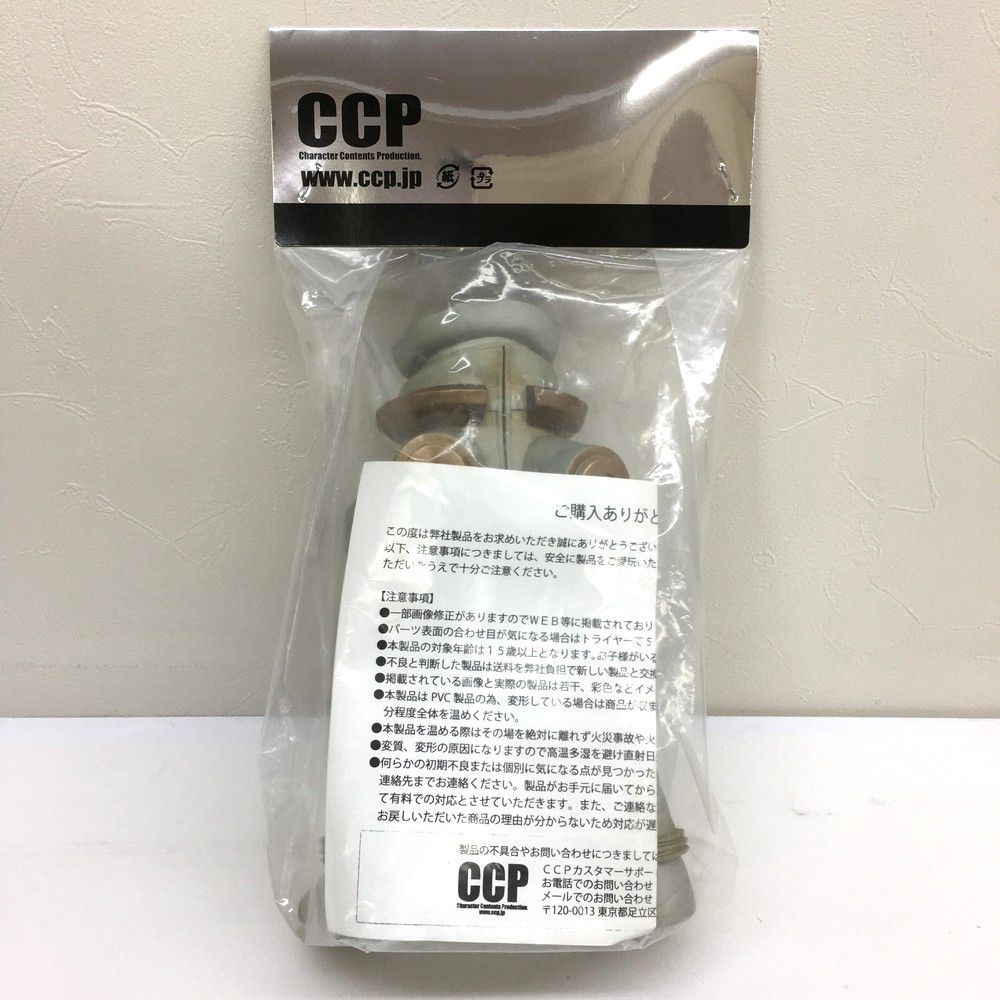 CCP
Character Contents Production.
www.ccp.jp 紙 プラ
ご購入ありがと
この度は弊社製品をお求めいただき誠にありがとうござい
以下、注意事項につきましては、安全に製品をご愛玩いた
ただいたうえで十分ご注意ください。
【注意事項】
●一部画像修正がありますのでWEB等に掲載されており
●パーツ表面の合わせ目が気になる場合はドライヤーで5
●本製品の対象年齢は15歳以上となります。お子様がいる
●不良と判断した製品は送料を弊社負担で新しい製品と交換
●掲載されている画像と実際の製品は若干、彩色などイメ
●本製品はPVC製品の為、変形している場合は商品が収ま
分程度全体を温めください。
●本製品を温める際はその場を絶対に離れず火災事故や火
●変質、変形の原因になりますので高温多湿を避け直射日
●何らかの初期不良または個別に気になる点が見つかった
連絡先までお連絡ください。製品がお手元に届いてから
て有料での対応とさせていただきます。また、ご連絡な
お戻しいただいた商品の理由が分からないため対応が遅
製品の不具合やお問い合わせにつきましては
CCP
Character Contents Production.
www.ccp.jp
CCPカスタマーサポー
お電話でのお問い合わせ
メールでのお問い合わせ
〒120-0013 東京都足立区